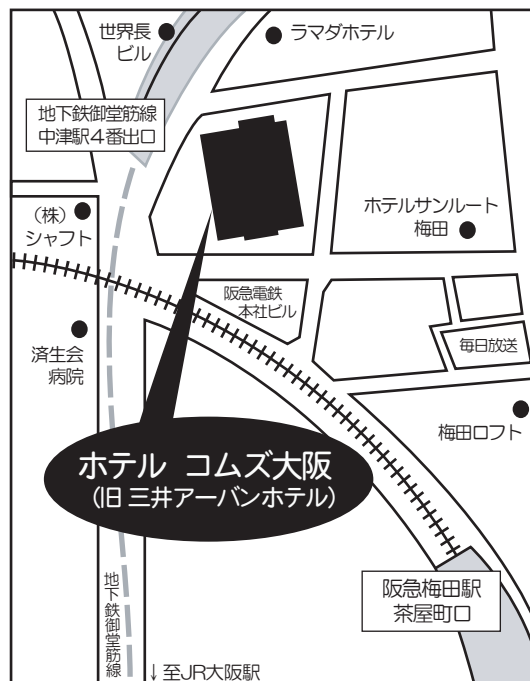 世界長
ビル
ラマダホテル
地下鉄御堂筋線
中津駅4番出口
(株)
シャフト
ホテルサンルート
梅田
阪急電鉄
本社ビル
毎日放送
済生会
病院
梅田ロフト
ホテル コムズ大阪
(旧 三井アーバンホテル)
阪急梅田駅
茶屋町口
地下鉄御堂筋線
↓至JR大阪駅